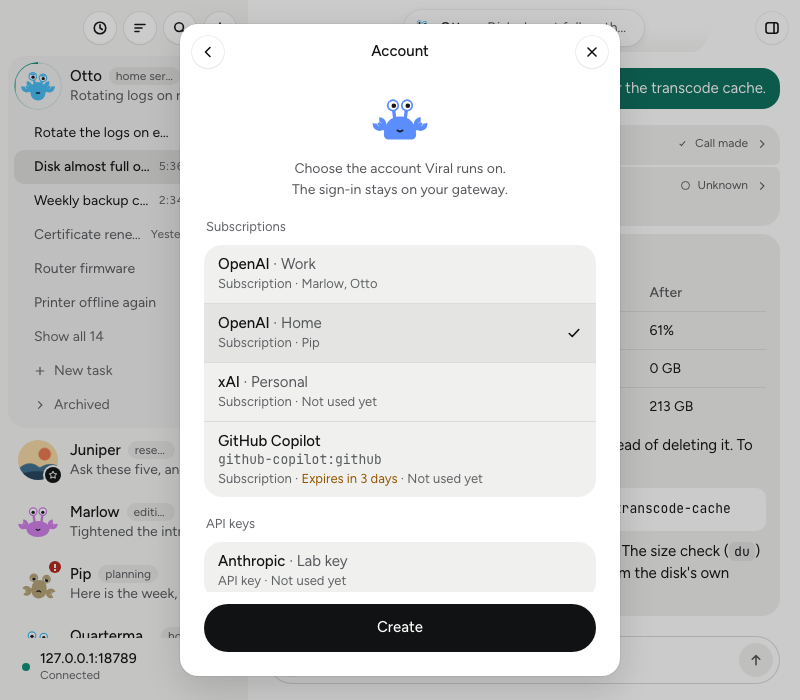 Account
Choose the account Viral runs on.
The sign-in stays on your gateway.
Subscriptions
OpenAI · Work
Subscription · Marlow, Otto
OpenAI · Home
Subscription · Pip
xAI · Personal
Subscription · Not used yet
GitHub Copilot
github-copilot:github
Subscription · Expires in 3 days · Not used yet
API keys
Anthropic · Lab key
API key · Not used yet
Create
Otto home ser...
Rotating logs on
Rotate the logs on e...
Disk almost full o... 5:36
Weekly backup c... 2:34
Certificate rene... Yeste
Router firmware
Printer offline again
Show all 14
New task
Archived
Juniper rese...
Ask these five, an
Marlow editi...
Tightened the intr
Pip planning
Here is the week,
Quarterma
127.0.0.1:18789
Connected
the transcode cache.
Call made
Unknown
After
61%
0 GB
213 GB
ead of deleting it. To
transcode-cache
The size check ( du )
m the disk's own